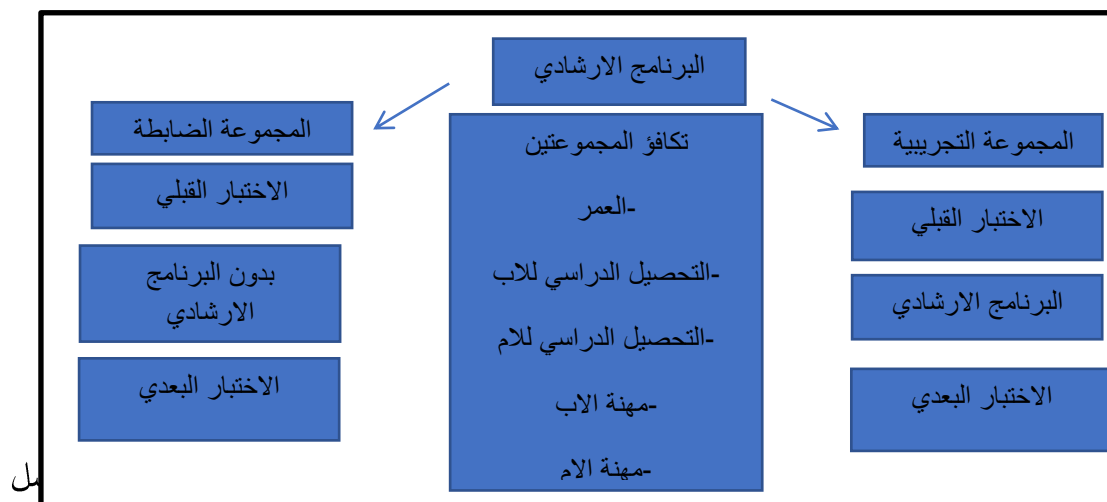 البرنامج الارشادي
المجموعة التجريبية
الاختبار القبلي
البرنامج الارشادي
الاختبار البعدي
تكافؤ المجموعتين
-العمر
-التحصيل الدراسي للاب
-التحصيل الدراسي للام
-مهنة الاب
-مهنة الام
المجموعة الضابطة
الاختبار القبلي
بدون البرنامج
الارشادي
الاختبار البعدي